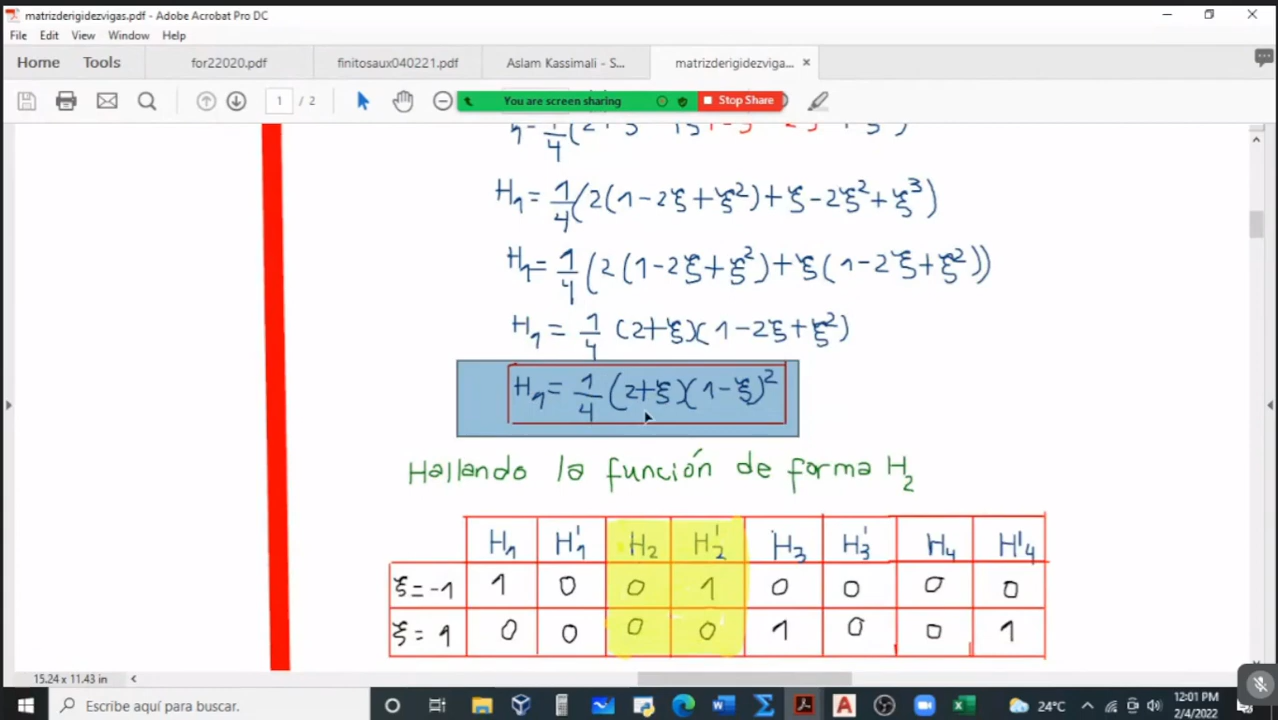 matrizderigidezvigas.pdf - Adobe Acrobat Pro DC
File Edit View Window Help
Home Tools for22020.pdf finitosaux040221.pdf Aslam Kassimali - S... matrizderigidezviga... ×
1 / 2 You are screen sharing Stop Share
H₁ = 1/4 (2(1-2ξ+ξ²)+ξ-2ξ²+ξ³)
H₁ = 1/4 (2(1-2ξ+ξ²)+ξ(1-2ξ+ξ²))
H₁ = 1/4 (2+ξ)(1-2ξ+ξ²)
H₁ = 1/4 (2+ξ)(1-ξ)²
Hallando la función de forma H₂
H₁ H₁' H₂ H₂' H₃ H₃' H₄ H'₄
ξ=-1 1 0 0 1 0 0 0 0
ξ= 1 0 0 0 0 1 0 0 1
15.24 x 11.43 in
Escribe aquí para buscar. 24°C 12:01 PM
2/4/2022